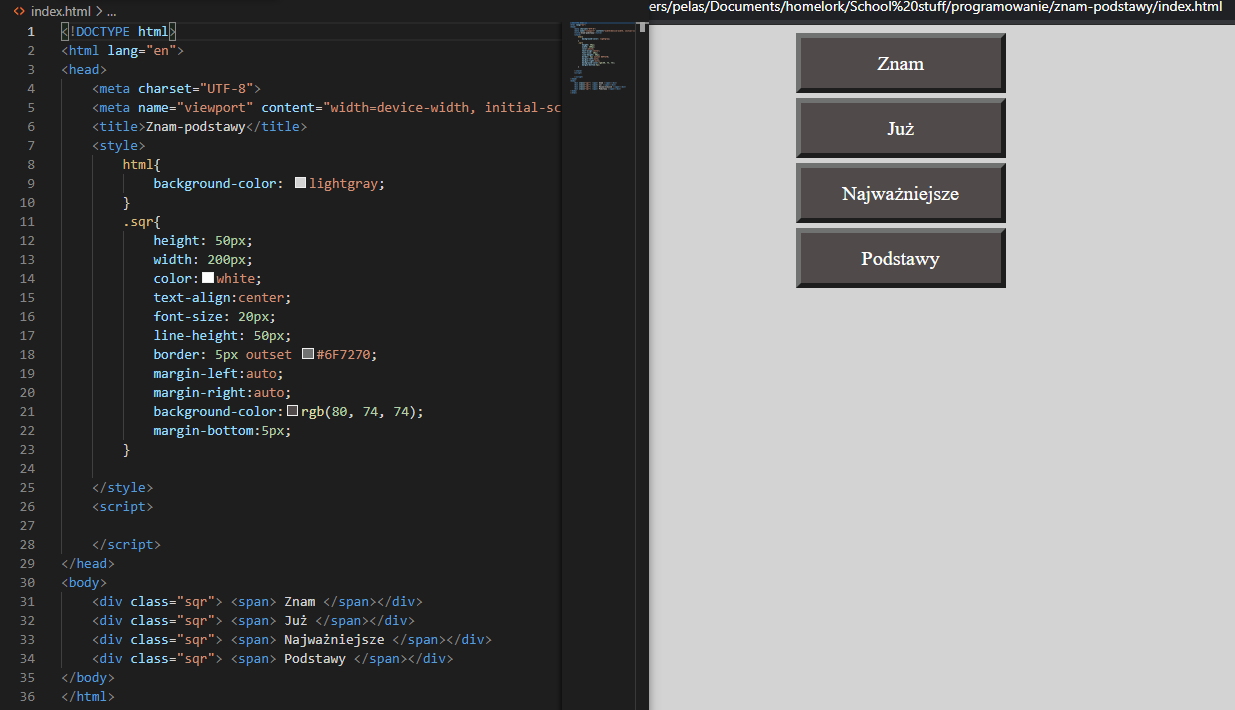 index.html > ...
1 <!DOCTYPE html>
2 <html lang="en">
3 <head>
4 <meta charset="UTF-8">
5 <meta name="viewport" content="width=device-width, initial-sc
6 <title>Znam-podstawy</title>
7 <style>
8 html{
9 background-color: lightgray;
10 }
11 .sqr{
12 height: 50px;
13 width: 200px;
14 color:white;
15 text-align:center;
16 font-size: 20px;
17 line-height: 50px;
18 border: 5px outset #6F7270;
19 margin-left:auto;
20 margin-right:auto;
21 background-color:rgb(80, 74, 74);
22 margin-bottom:5px;
23 }
24
25 </style>
26 <script>
27
28 </script>
29 </head>
30 <body>
31 <div class="sqr"> <span> Znam </span></div>
32 <div class="sqr"> <span> Już </span></div>
33 <div class="sqr"> <span> Najważniejsze </span></div>
34 <div class="sqr"> <span> Podstawy </span></div>
35 </body>
36 </html>
ers/pelas/Documents/homelork/School%20stuff/programowanie/znam-podstawy/index.html
Znam
Już
Najważniejsze
Podstawy